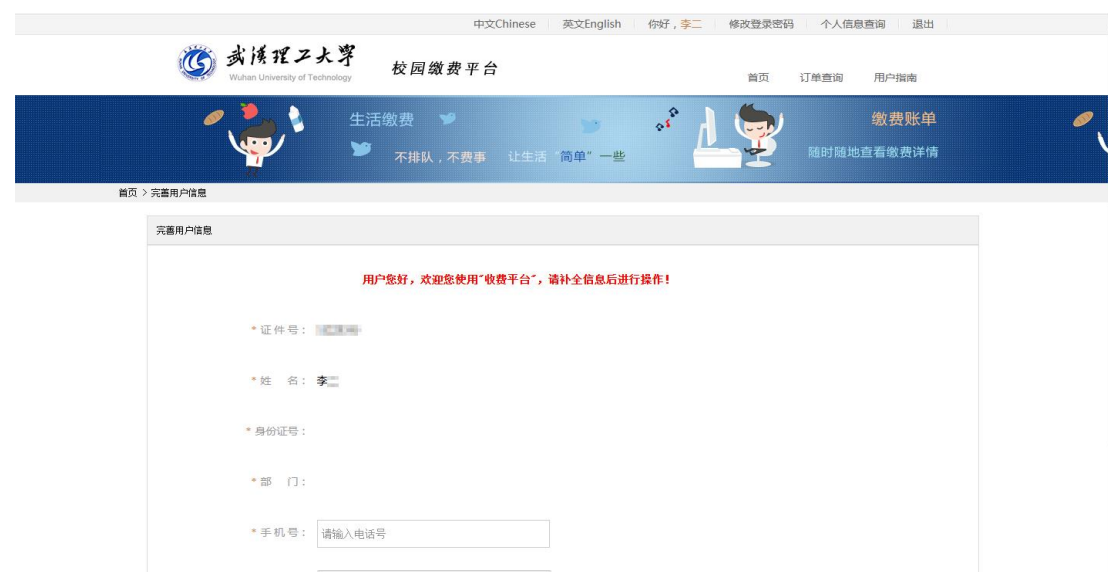 中文Chinese 英文English 你好，李二 修改登录密码 个人信息查询 退出
武漢理工大学
Wuhan University of Technology
校园缴费平台
首页 订单查询 用户指南
生活缴费
不排队，不费事 让生活“简单”一些
缴费账单
随时随地查看缴费详情
首页 > 完善用户信息
完善用户信息
用户您好，欢迎您使用"收费平台"，请补全信息后进行操作！
*证件号：
*姓 名： 李
*身份证号：
*部 门：
*手机号： 请输入电话号